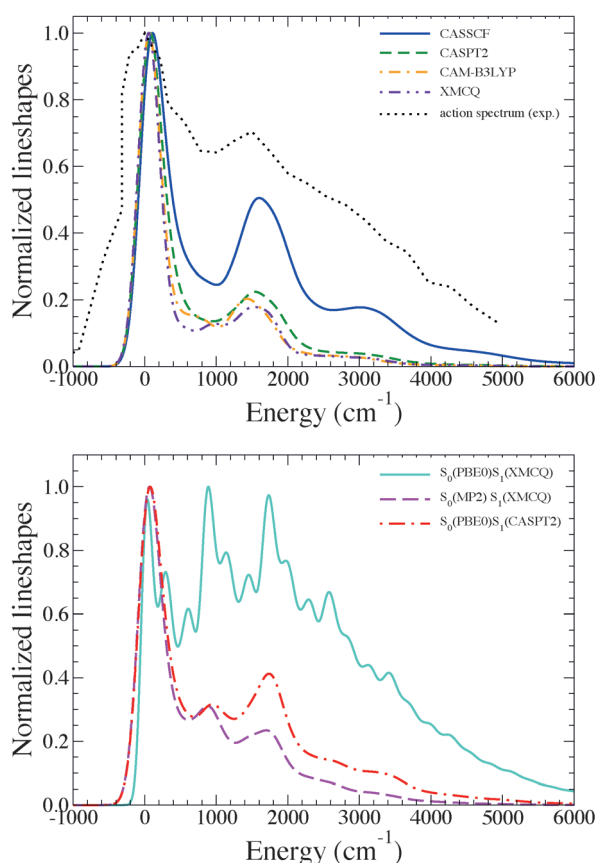 CASSCF
CASPT2
CAM-B3LYP
XMCQ
action spectrum (exp.)
Normalized lineshapes
1.0
0.8
0.6
0.4
0.2
0.0
-1000 0 1000 2000 3000 4000 5000 6000
Energy (cm-1)
S0(PBE0)S1(XMCQ)
S0(MP2) S1(XMCQ)
S0(PBE0)S1(CASPT2)
Normalized lineshapes
1.0
0.8
0.6
0.4
0.2
0.0
-1000 0 1000 2000 3000 4000 5000 6000
Energy (cm-1)